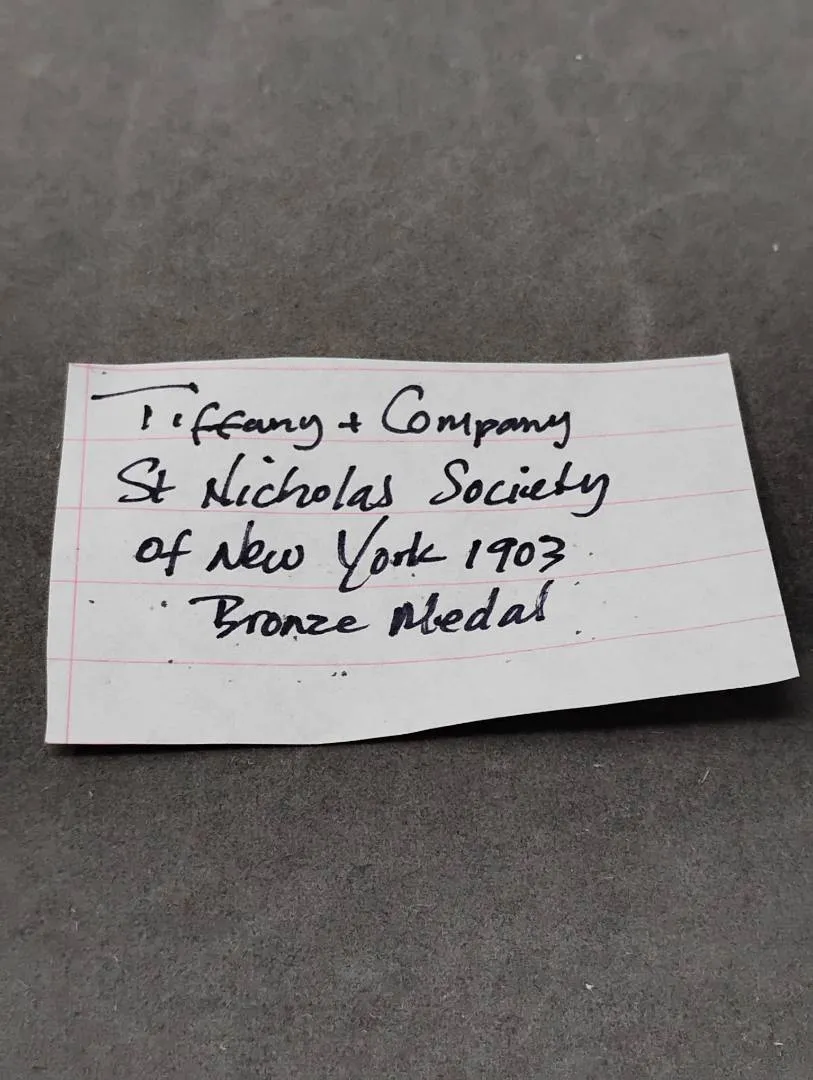 Tiffany + Company
St Nicholas Society
of New York 1903
Bronze Medal